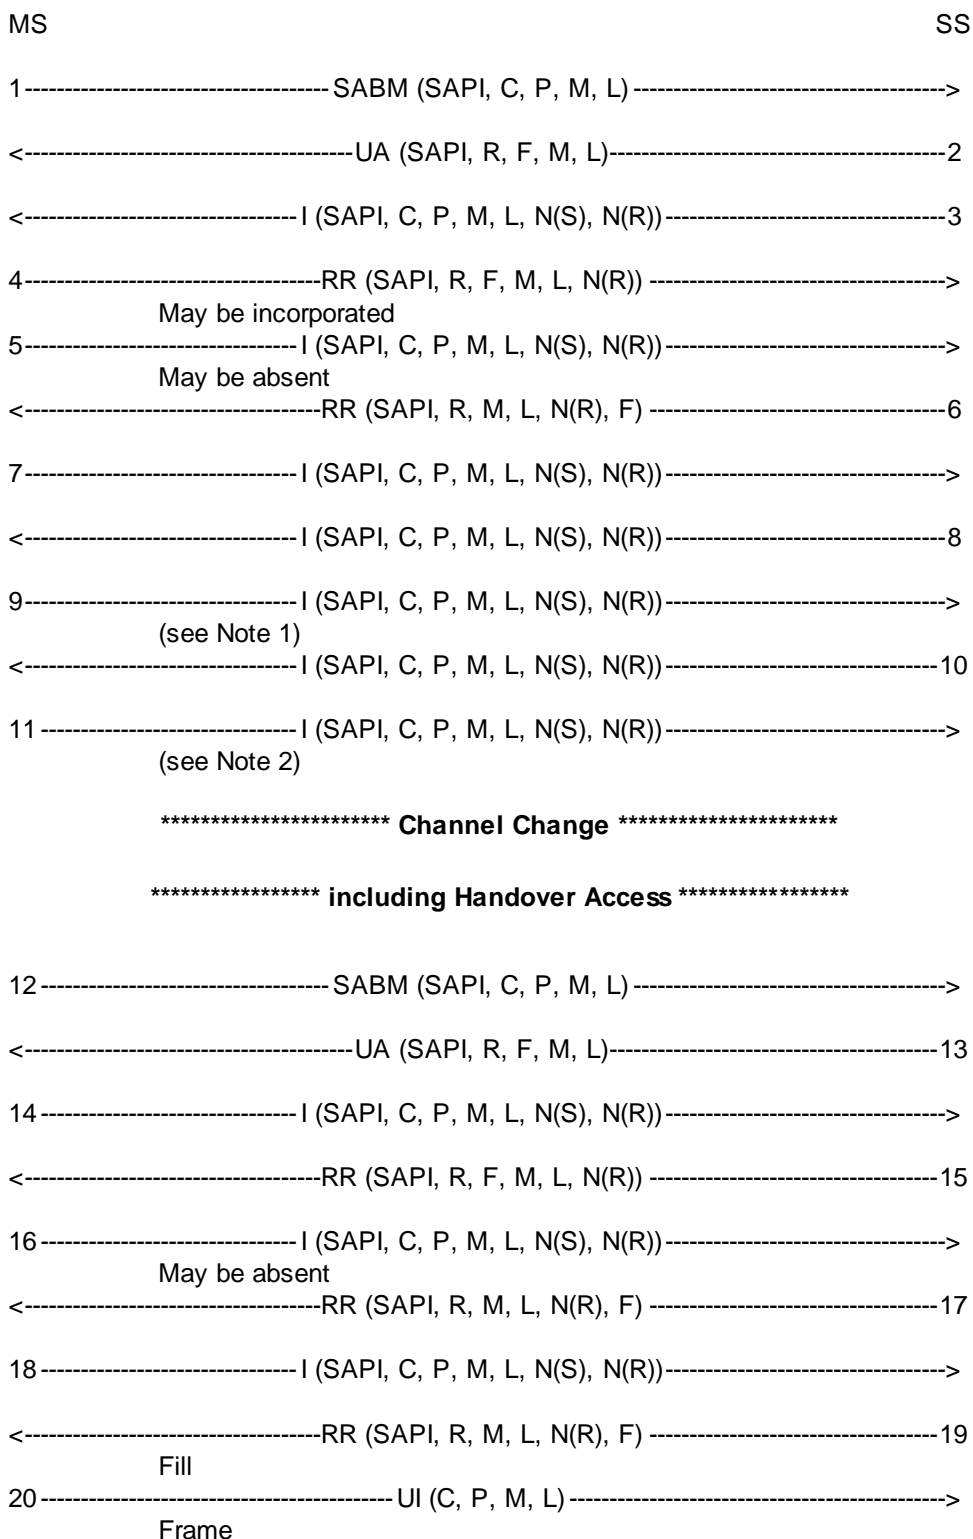 MS SS
1-------------------------------------- SABM (SAPI, C, P, M, L) --------------------------------------->
<-----------------------------------------UA (SAPI, R, F, M, L)------------------------------------------2
<---------------------------------- I (SAPI, C, P, M, L, N(S), N(R))-----------------------------------3
4-------------------------------------RR (SAPI, R, F, M, L, N(R)) ------------------------------------->
May be incorporated
5---------------------------------- I (SAPI, C, P, M, L, N(S), N(R))----------------------------------->
May be absent
<-------------------------------------RR (SAPI, R, M, L, N(R), F) -------------------------------------6
7---------------------------------- I (SAPI, C, P, M, L, N(S), N(R))----------------------------------->
<---------------------------------- I (SAPI, C, P, M, L, N(S), N(R))-----------------------------------8
9---------------------------------- I (SAPI, C, P, M, L, N(S), N(R))----------------------------------->
(see Note 1)
<---------------------------------- I (SAPI, C, P, M, L, N(S), N(R))----------------------------------10
11 -------------------------------- I (SAPI, C, P, M, L, N(S), N(R))----------------------------------->
(see Note 2)
*********************** Channel Change **********************
***************** including Handover Access *****************
12 ------------------------------------ SABM (SAPI, C, P, M, L) --------------------------------------->
<-----------------------------------------UA (SAPI, R, F, M, L)-----------------------------------------13
14 -------------------------------- I (SAPI, C, P, M, L, N(S), N(R))----------------------------------->
<-------------------------------------RR (SAPI, R, F, M, L, N(R)) ------------------------------------15
16 -------------------------------- I (SAPI, C, P, M, L, N(S), N(R))----------------------------------->
May be absent
<-------------------------------------RR (SAPI, R, M, L, N(R), F) ------------------------------------17
18 -------------------------------- I (SAPI, C, P, M, L, N(S), N(R))----------------------------------->
<-------------------------------------RR (SAPI, R, M, L, N(R), F) ------------------------------------19
Fill
20 -------------------------------------------- UI (C, P, M, L) ----------------------------------------------->
Frame